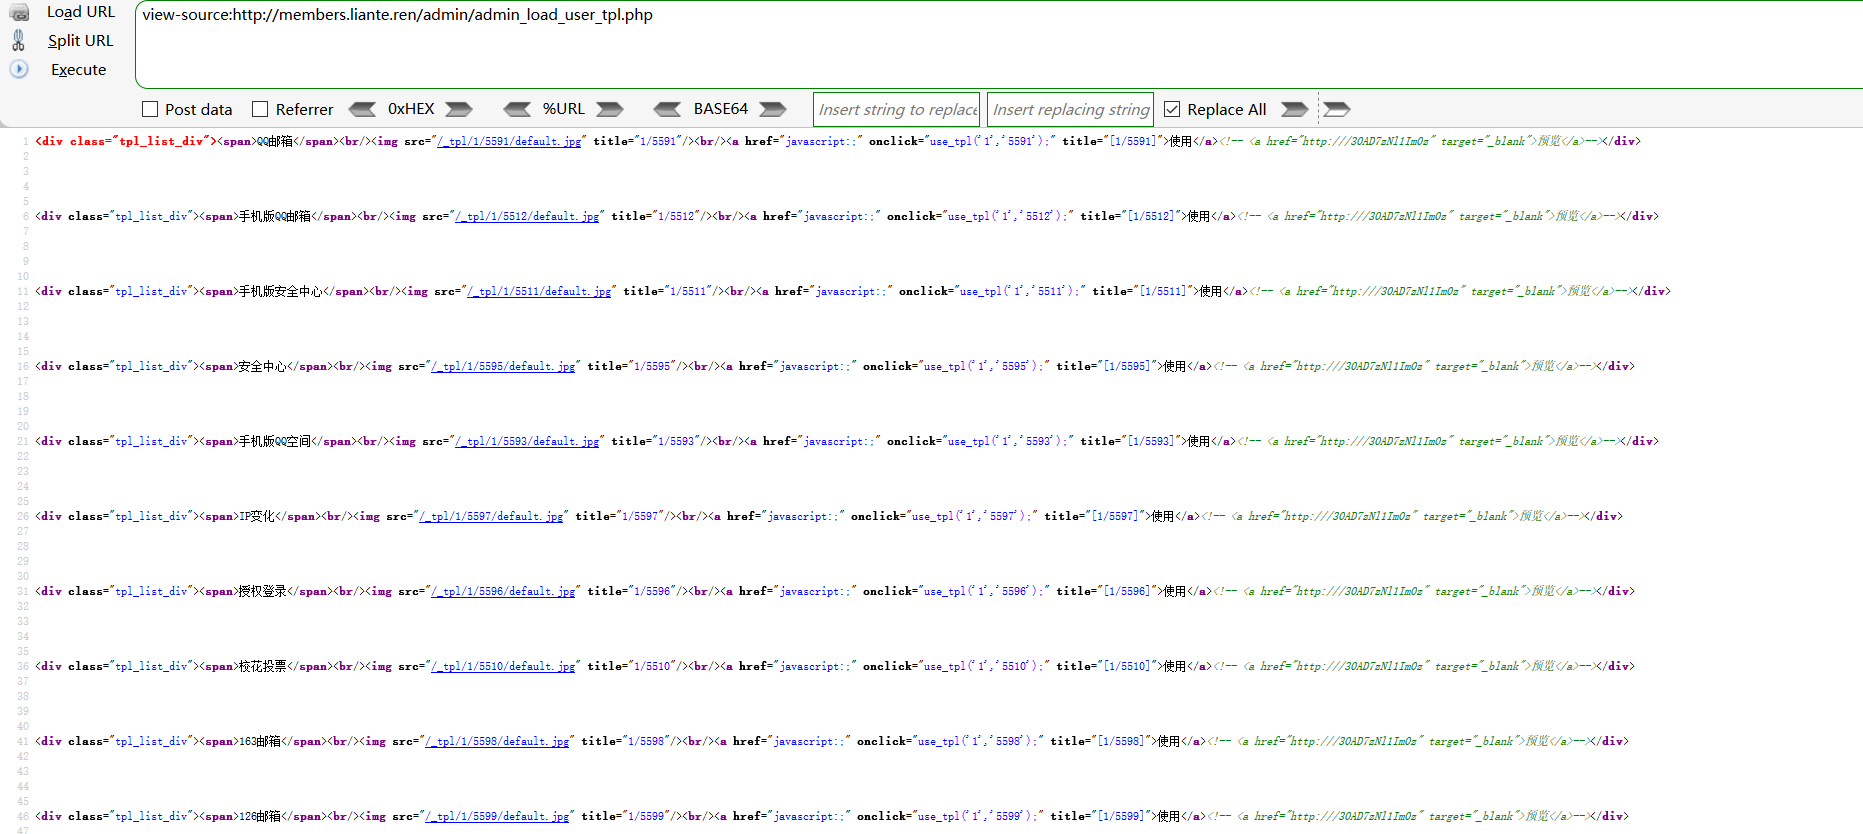 Load URL
view-source:http://members.liante.ren/admin/admin_load_user_tpl.php
Split URL
Execute
Post data Referrer 0xHEX %URL BASE64 Insert string to replace Insert replacing string Replace All
1 <div class="tpl_list_div"><span>QQ邮箱</span><br/><img src="/_tpl/1/5591/default.jpg" title="1/5591"/><br/><a href="javascript:;" onclick="use_tpl('1','5591');" title="[1/5591]">使用</a><!-- <a href="http:///30AD7zNl1ImOz" target="_blank">预览</a>--></div>
2
3
4
5
6 <div class="tpl_list_div"><span>手机版QQ邮箱</span><br/><img src="/_tpl/1/5512/default.jpg" title="1/5512"/><br/><a href="javascript:;" onclick="use_tpl('1','5512');" title="[1/5512]">使用</a><!-- <a href="http:///30AD7zNl1ImOz" target="_blank">预览</a>--></div>
7
8
9
10
11 <div class="tpl_list_div"><span>手机版安全中心</span><br/><img src="/_tpl/1/5511/default.jpg" title="1/5511"/><br/><a href="javascript:;" onclick="use_tpl('1','5511');" title="[1/5511]">使用</a><!-- <a href="http:///30AD7zNl1ImOz" target="_blank">预览</a>--></div>
12
13
14
15
16 <div class="tpl_list_div"><span>安全中心</span><br/><img src="/_tpl/1/5595/default.jpg" title="1/5595"/><br/><a href="javascript:;" onclick="use_tpl('1','5595');" title="[1/5595]">使用</a><!-- <a href="http:///30AD7zNl1ImOz" target="_blank">预览</a>--></div>
17
18
19
20
21 <div class="tpl_list_div"><span>手机版QQ空间</span><br/><img src="/_tpl/1/5593/default.jpg" title="1/5593"/><br/><a href="javascript:;" onclick="use_tpl('1','5593');" title="[1/5593]">使用</a><!-- <a href="http:///30AD7zNl1ImOz" target="_blank">预览</a>--></div>
22
23
24
25
26 <div class="tpl_list_div"><span>IP变化</span><br/><img src="/_tpl/1/5597/default.jpg" title="1/5597"/><br/><a href="javascript:;" onclick="use_tpl('1','5597');" title="[1/5597]">使用</a><!-- <a href="http:///30AD7zNl1ImOz" target="_blank">预览</a>--></div>
27
28
29
30
31 <div class="tpl_list_div"><span>授权登录</span><br/><img src="/_tpl/1/5596/default.jpg" title="1/5596"/><br/><a href="javascript:;" onclick="use_tpl('1','5596');" title="[1/5596]">使用</a><!-- <a href="http:///30AD7zNl1ImOz" target="_blank">预览</a>--></div>
32
33
34
35
36 <div class="tpl_list_div"><span>校花投票</span><br/><img src="/_tpl/1/5510/default.jpg" title="1/5510"/><br/><a href="javascript:;" onclick="use_tpl('1','5510');" title="[1/5510]">使用</a><!-- <a href="http:///30AD7zNl1ImOz" target="_blank">预览</a>--></div>
37
38
39
40
41 <div class="tpl_list_div"><span>163邮箱</span><br/><img src="/_tpl/1/5598/default.jpg" title="1/5598"/><br/><a href="javascript:;" onclick="use_tpl('1','5598');" title="[1/5598]">使用</a><!-- <a href="http:///30AD7zNl1ImOz" target="_blank">预览</a>--></div>
42
43
44
45
46 <div class="tpl_list_div"><span>126邮箱</span><br/><img src="/_tpl/1/5599/default.jpg" title="1/5599"/><br/><a href="javascript:;" onclick="use_tpl('1','5599');" title="[1/5599]">使用</a><!-- <a href="http:///30AD7zNl1ImOz" target="_blank">预览</a>--></div>
47